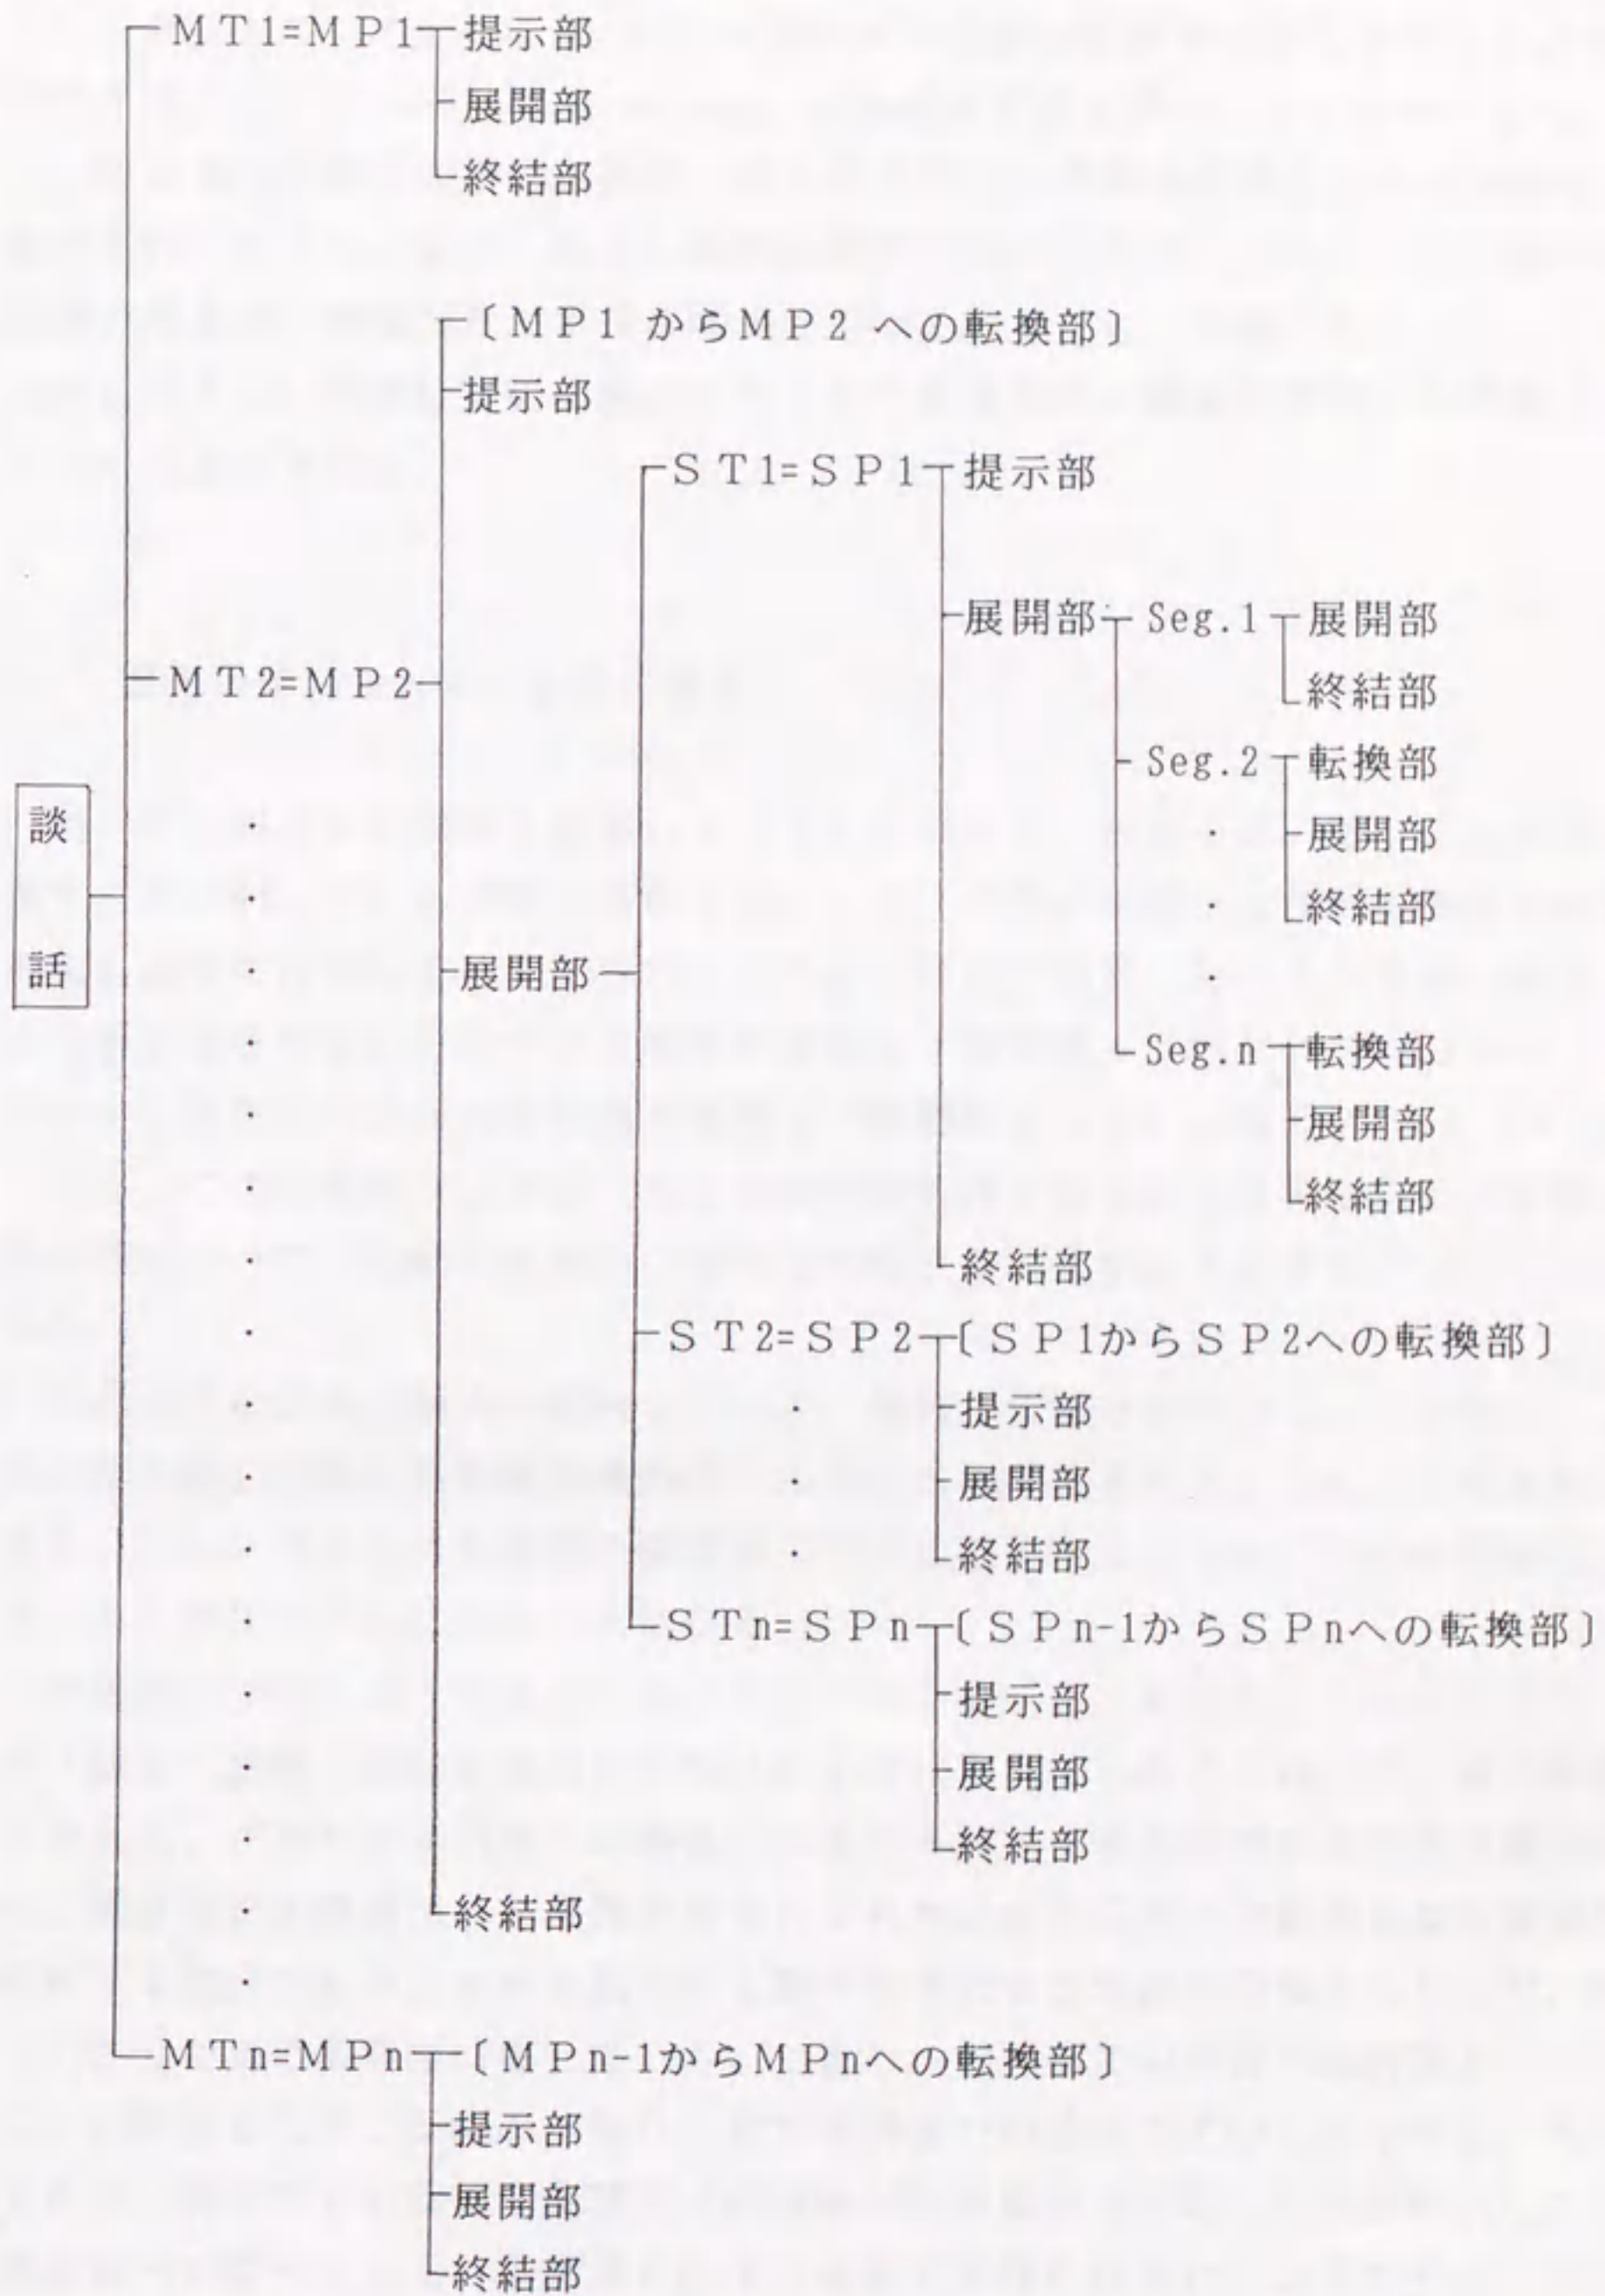 MT1=MP1 提示部
展開部
終結部
〔MP1 からMP2 への転換部〕
提示部
ST1=SP1 提示部
展開部 Seg.1 展開部
MT2=MP2 終結部
Seg.2 転換部
談
話
展開部
終結部
展開部
Seg.n 転換部
展開部
終結部
終結部
ST2=SP2 〔SP1からSP2への転換部〕
提示部
展開部
終結部
STn=SPn 〔SPn-1からSPnへの転換部〕
提示部
展開部
終結部
終結部
MTn=MPn 〔MPn-1からMPnへの転換部〕
提示部
展開部
終結部